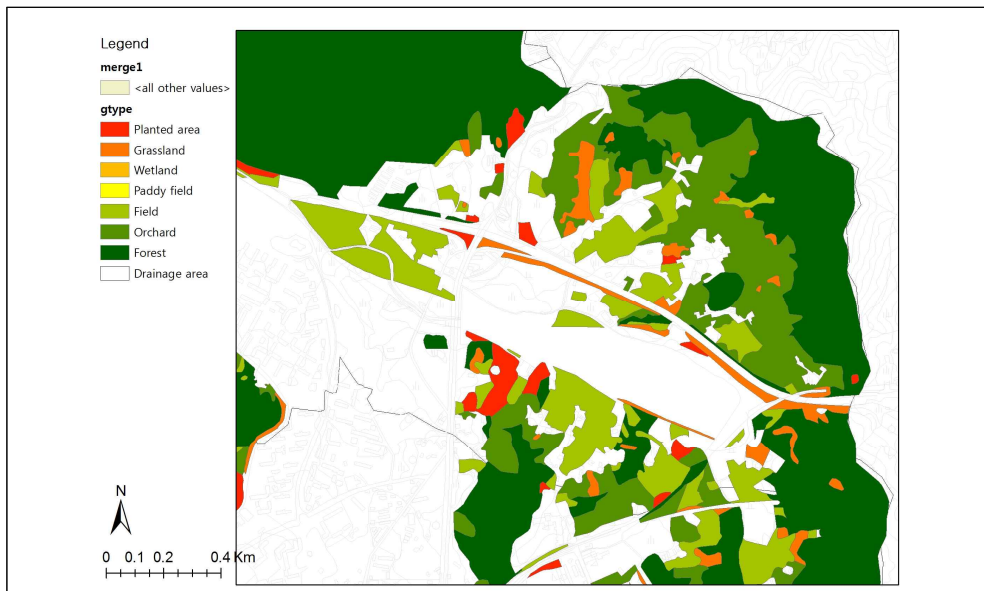 Legend
merge1
<all other values>
gtype
Planted area
Grassland
Wetland
Paddy field
Field
Orchard
Forest
Drainage area
N
0 0.1 0.2 0.4 Km